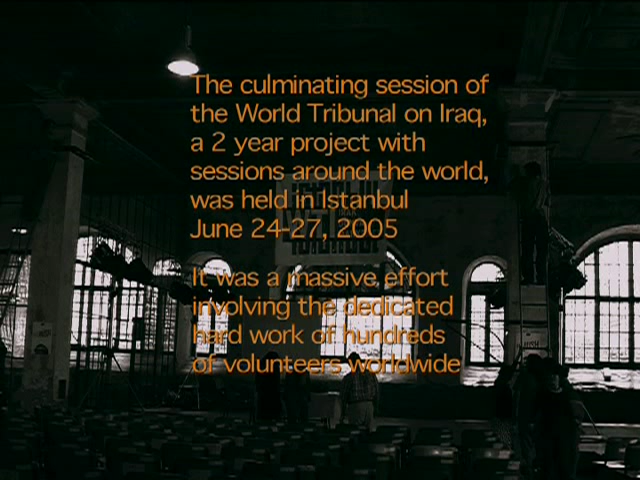 The culminating session of
the World Tribunal on Iraq,
a 2 year project with
sessions around the world,
was held in Istanbul
June 24-27, 2005
It was a massive effort
involving the dedicated
hard work of hundreds
of volunteers worldwide